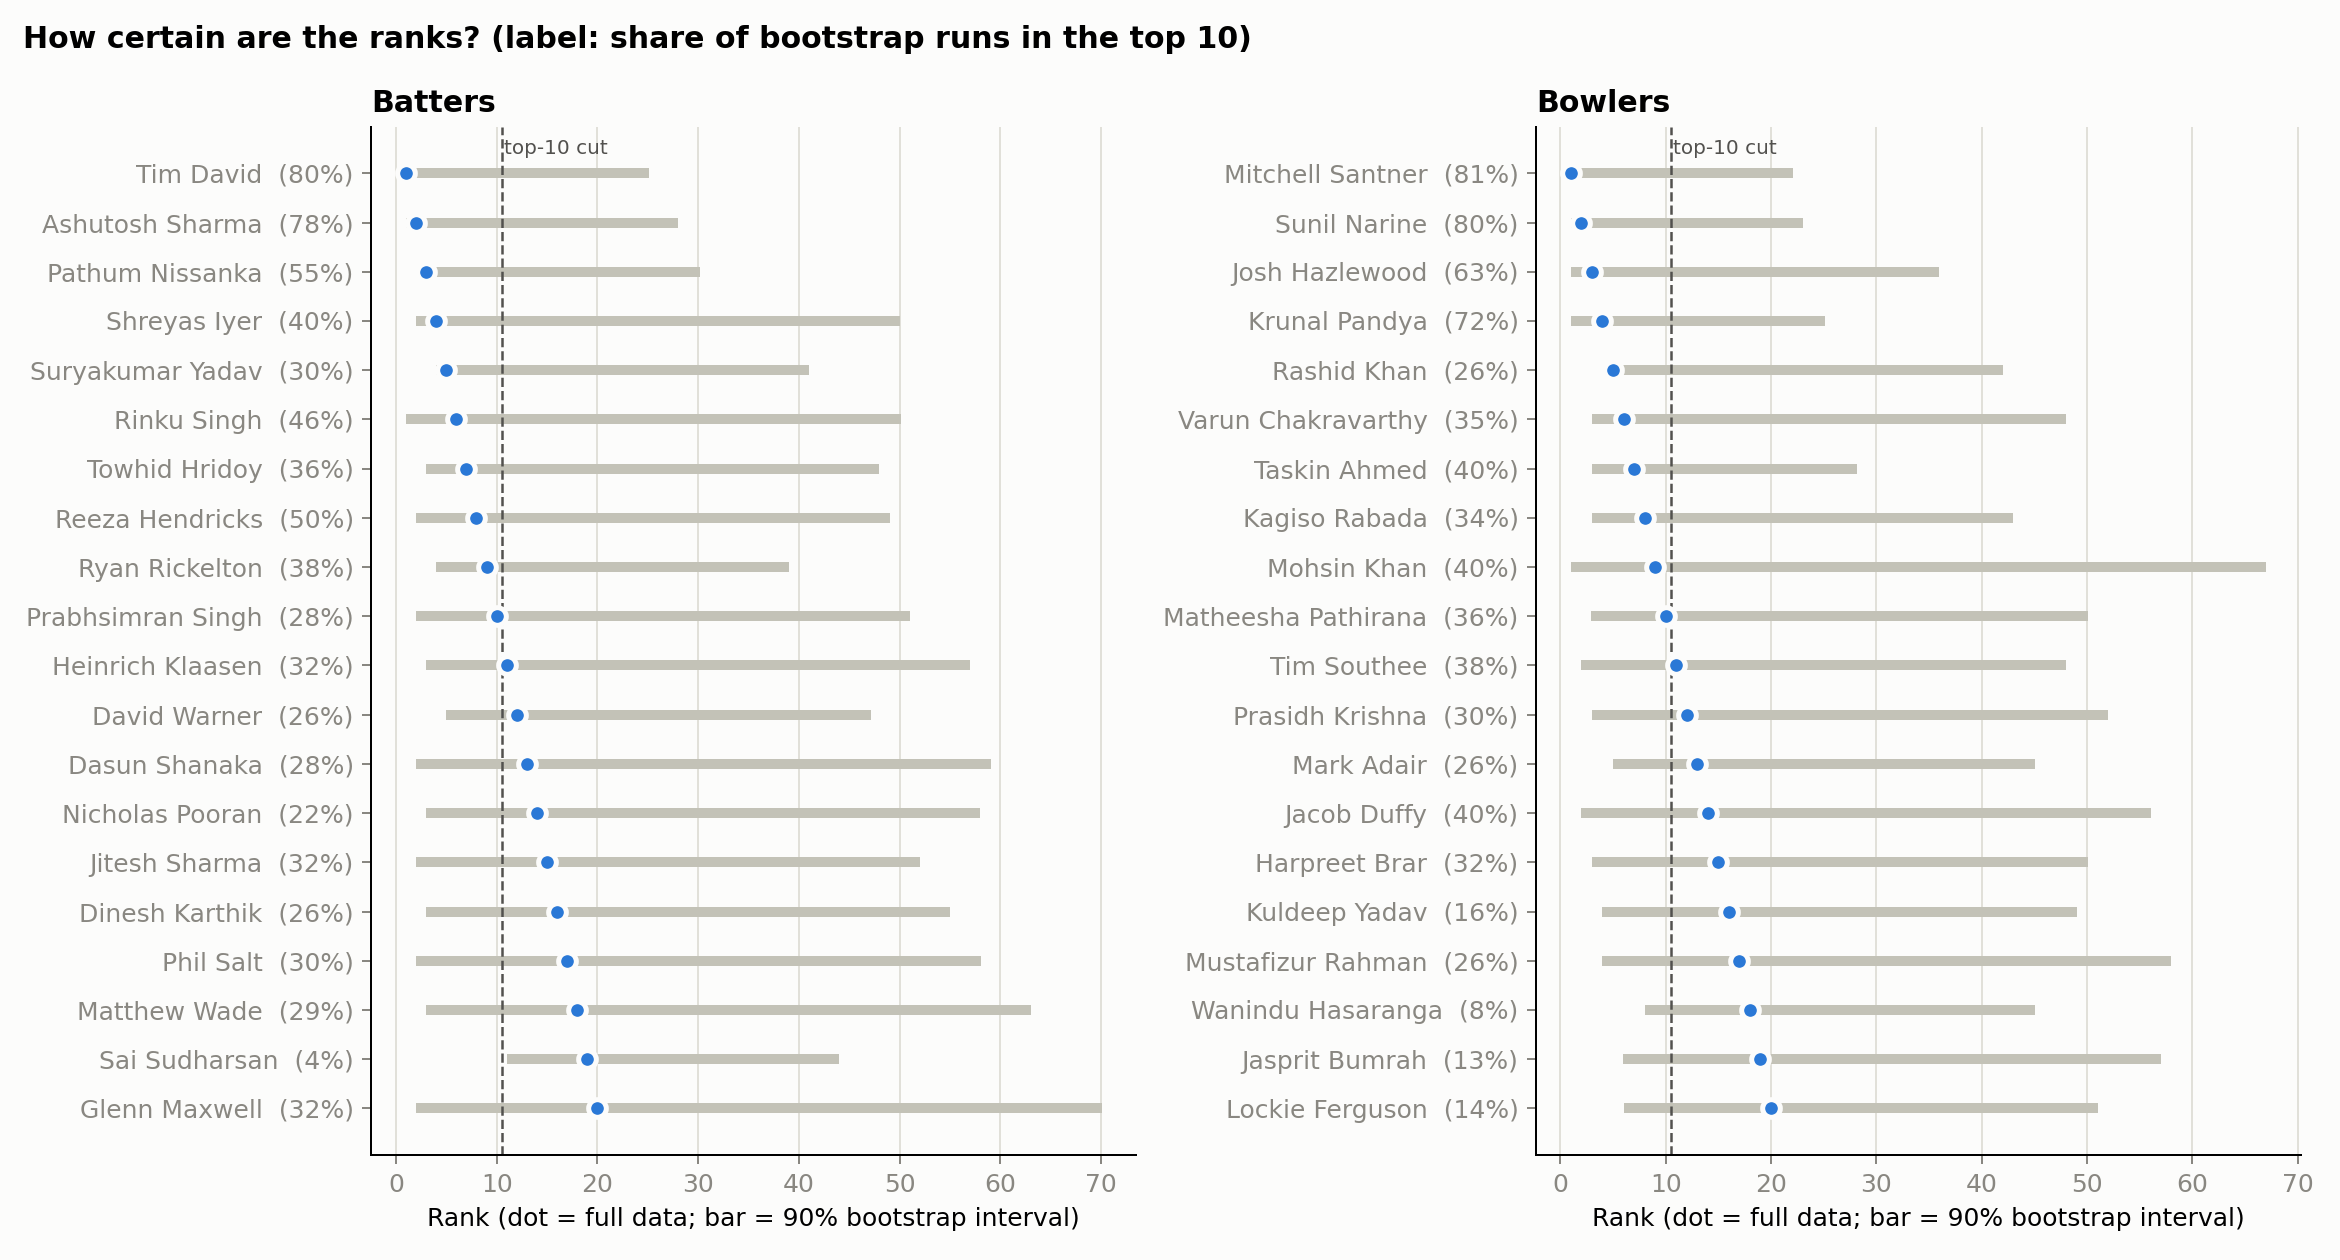 How certain are the ranks? (label: share of bootstrap runs in the top 10)
Batters
top-10 cut
Tim David (80%)
Ashutosh Sharma (78%)
Pathum Nissanka (55%)
Shreyas Iyer (40%)
Suryakumar Yadav (30%)
Rinku Singh (46%)
Towhid Hridoy (36%)
Reeza Hendricks (50%)
Ryan Rickelton (38%)
Prabhsimran Singh (28%)
Heinrich Klaasen (32%)
David Warner (26%)
Dasun Shanaka (28%)
Nicholas Pooran (22%)
Jitesh Sharma (32%)
Dinesh Karthik (26%)
Phil Salt (30%)
Matthew Wade (29%)
Sai Sudharsan (4%)
Glenn Maxwell (32%)
0 10 20 30 40 50 60 70
Rank (dot = full data; bar = 90% bootstrap interval)
Bowlers
top-10 cut
Mitchell Santner (81%)
Sunil Narine (80%)
Josh Hazlewood (63%)
Krunal Pandya (72%)
Rashid Khan (26%)
Varun Chakravarthy (35%)
Taskin Ahmed (40%)
Kagiso Rabada (34%)
Mohsin Khan (40%)
Matheesha Pathirana (36%)
Tim Southee (38%)
Prasidh Krishna (30%)
Mark Adair (26%)
Jacob Duffy (40%)
Harpreet Brar (32%)
Kuldeep Yadav (16%)
Mustafizur Rahman (26%)
Wanindu Hasaranga (8%)
Jasprit Bumrah (13%)
Lockie Ferguson (14%)
0 10 20 30 40 50 60 70
Rank (dot = full data; bar = 90% bootstrap interval)